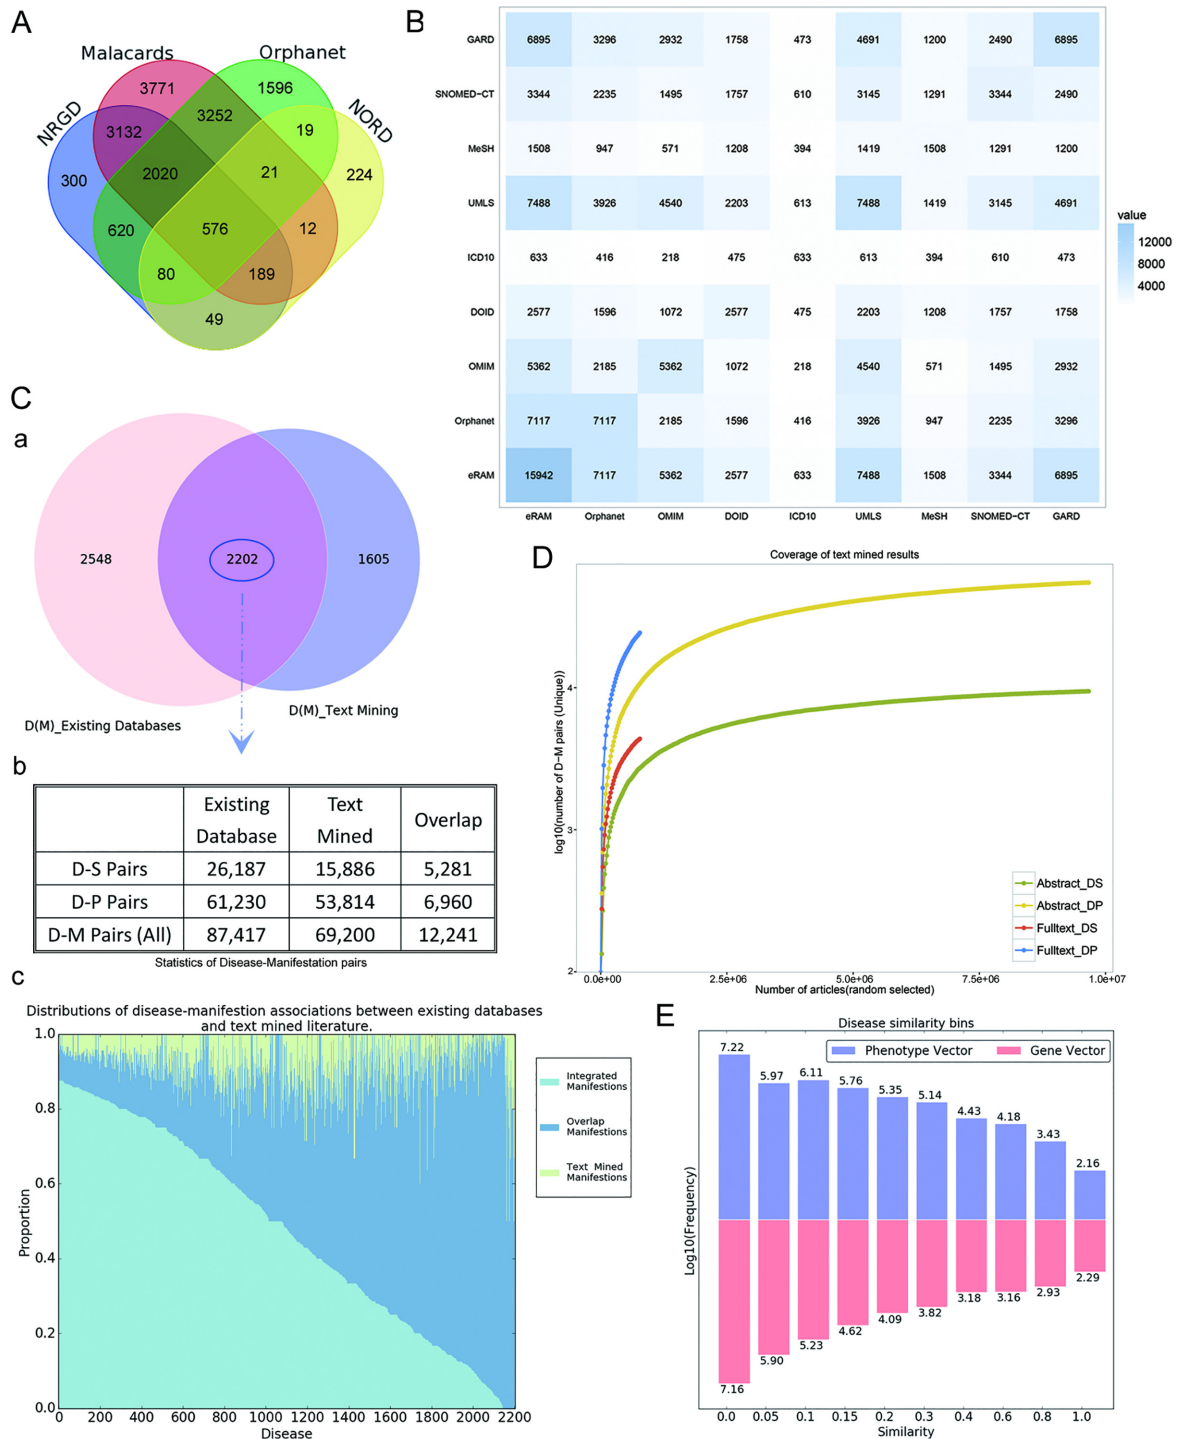 A
Malacards
Orphanet
NRGD
NORD
3771
1596
3132
3252
19
300
2020
21
224
620
576
12
80
189
49
B
GARD 6895 3296 2932 1758 473 4691 1200 2490 6895
SNOMED-CT 3344 2235 1495 1757 610 3145 1291 3344 2490
MeSH 1508 947 571 1208 394 1419 1508 1291 1200
UMLS 7488 3926 4540 2203 613 7488 1419 3145 4691
ICD10 633 416 218 475 633 613 394 610 473
DOID 2577 1596 1072 2577 475 2203 1208 1757 1758
OMIM 5362 2185 5362 1072 218 4540 571 1495 2932
Orphanet 7117 7117 2185 1596 416 3926 947 2235 3296
eRAM 15942 7117 5362 2577 633 7488 1508 3344 6895
eRAM Orphanet OMIM DOID ICD10 UMLS MeSH SNOMED-CT GARD
value
12000
8000
4000
C
a
2548
2202
1605
D(M)_Existing Databases
D(M)_Text Mining
b
Existing Database Text Mined Overlap
D-S Pairs 26,187 15,886 5,281
D-P Pairs 61,230 53,814 6,960
D-M Pairs (All) 87,417 69,200 12,241
Statistics of Disease-Manifestation pairs
c
Distributions of disease-manifestion associations between existing databases
and text mined literature.
1.0
0.8
0.6
0.4
0.2
0.0
Proportion
0 200 400 600 800 1000 1200 1400 1600 1800 2000 2200
Disease
Integrated
Manifestions
Overlap
Manifestions
Text Mined
Manifestions
D
Coverage of text mined results
log10(number of D-M pairs (Unique))
4
3
2
0.0e+00 2.5e+06 5.0e+06 7.5e+06 1.0e+07
Number of articles(random selected)
Abstract_DS
Abstract_DP
Fulltext_DS
Fulltext_DP
E
Disease similarity bins
Phenotype Vector Gene Vector
7.22 5.97 6.11 5.76 5.35 5.14 4.43 4.18 3.43 2.16
Log10(Frequency)
7.16 5.90 5.23 4.62 4.09 3.82 3.18 3.16 2.93 2.29
0.0 0.05 0.1 0.15 0.2 0.3 0.4 0.6 0.8 1.0
Similarity